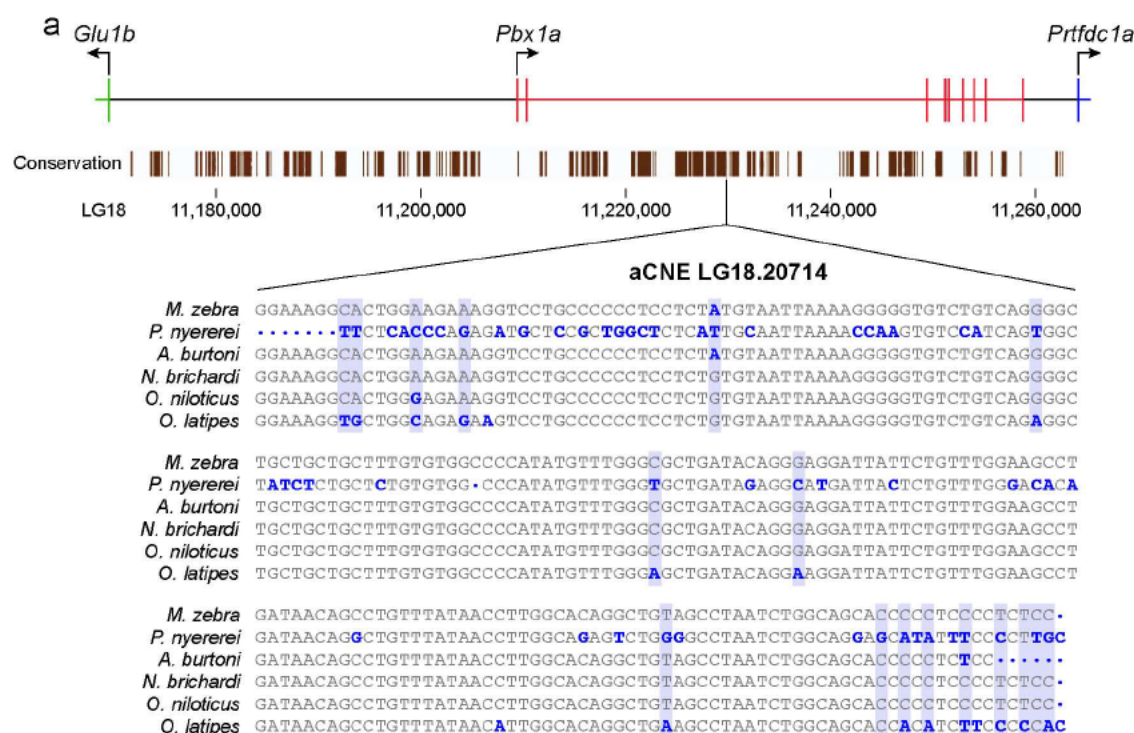 a
Glu1b Pbx1a Prtfdc1a
Conservation
LG18 11,180,000 11,200,000 11,220,000 11,240,000 11,260,000
aCNE LG18.20714
M. zebra GGAAAGGCACTGGAAGAAAGGTCCTGCCCCCCTCCTCTATGTAATTAAAAGGGGGTGTCTGTCAGGGGC
P. nyererei ·······TTCTCACCCAGAGATGCTCCGCTGGCTCTCATTGCAATTAAAACCAAGTGTCCATCAGTGGC
A. burtoni GGAAAGGCACTGGAAGAAAGGTCCTGCCCCCCTCCTCTATGTAATTAAAAGGGGGTGTCTGTCAGGGGC
N. brichardi GGAAAGGCACTGGAAGAAAGGTCCTGCCCCCCTCCTCTGTGTAATTAAAAGGGGGTGTCTGTCAGGGGC
O. niloticus GGAAAGGCACTGGGAGAAAGGTCCTGCCCCCCTCCTCTGTGTAATTAAAAGGGGGTGTCTGTCAGGGGC
O. latipes GGAAAGGTGCTGGCAGAGAAGTCCTGCCCCCCTCCTCTGTGTAATTAAAAGGGGGTGTCTGTCAGAGGC
M. zebra TGCTGCTGCTTTGTGTGGCCCCATATGTTTGGGCGCTGATACAGGGAGGATTATTCTGTTTGGAAGCCT
P. nyererei TATCTCTGCTCTGTGTGG·CCCATATGTTTGGGTGCTGATAGAGGCATGATTACTCTGTTTGGGACACA
A. burtoni TGCTGCTGCTTTGTGTGGCCCCATATGTTTGGGCGCTGATACAGGGAGGATTATTCTGTTTGGAAGCCT
N. brichardi TGCTGCTGCTTTGTGTGGCCCCATATGTTTGGGCGCTGATACAGGGAGGATTATTCTGTTTGGAAGCCT
O. niloticus TGCTGCTGCTTTGTGTGGCCCCATATGTTTGGGCGCTGATACAGGGAGGATTATTCTGTTTGGAAGCCT
O. latipes TGCTGCTGCTTTGTGTGGCCCCATATGTTTGGGAGCTGATACAGGAAGGATTATTCTGTTTGGAAGCCT
M. zebra GATAACAGCCTGTTTATAACCTTGGCACAGGCTGTAGCCTAATCTGGCAGCACCCCCTCCCCTCTCC·
P. nyererei GATAACAGGCTGTTTATAACCTTGGCAGAGTCTGGGGCCTAATCTGGCAGGAGCATATTTCCCCTTGC
A. burtoni GATAACAGCCTGTTTATAACCTTGGCACAGGCTGTAGCCTAATCTGGCAGCACCCCCTCTCC······
N. brichardi GATAACAGCCTGTTTATAACCTTGGCACAGGCTGTAGCCTAATCTGGCAGCACCCCCTCCCCTCTCC·
O. niloticus GATAACAGCCTGTTTATAACCTTGGCACAGGCTGTAGCCTAATCTGGCAGCACCCCCTCCCCTCTCC·
O. latipes GATAACAGCCTGTTTATAACATTGGCACAGGCTGAAGCCTAATCTGGCAGCACCACATCTTCCCCCAC